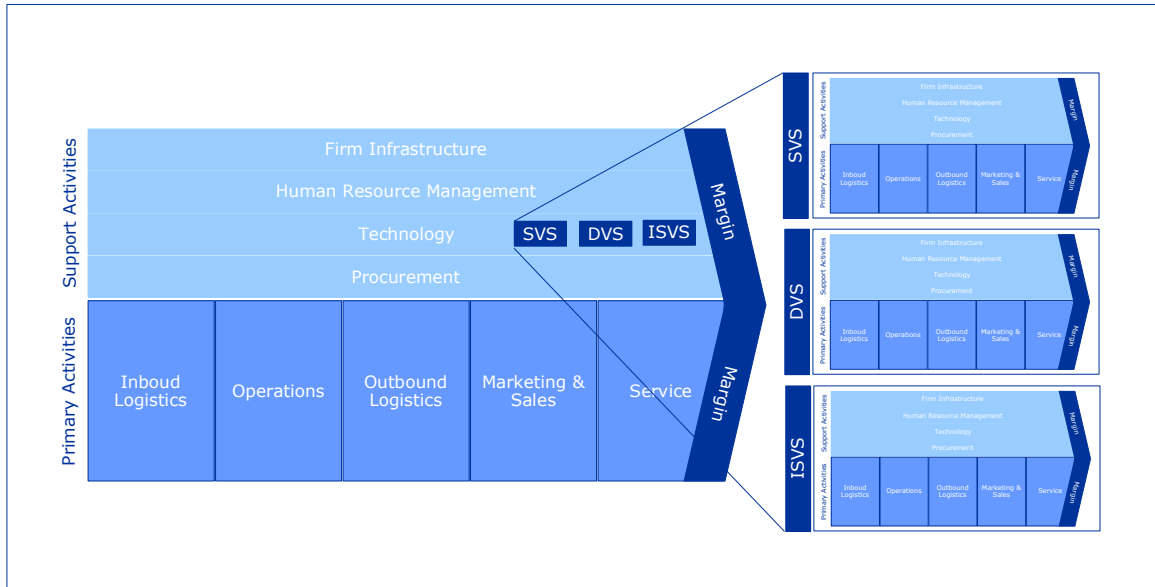 Support Activities
Firm Infrastructure
Human Resource Management
Technology
SVS
DVS
ISVS
Procurement
Margin
Primary Activities
Inboud
Logistics
Operations
Outbound
Logistics
Marketing &
Sales
Service
Margin
SVS
Support Activities
Firm Infrastructure
Human Resource Management
Technology
Procurement
Margin
Primary Activities
Inboud
Logistics
Operations
Outbound
Logistics
Marketing &
Sales
Service
Margin
DVS
Support Activities
Firm Infrastructure
Human Resource Management
Technology
Procurement
Margin
Primary Activities
Inboud
Logistics
Operations
Outbound
Logistics
Marketing &
Sales
Service
Margin
ISVS
Support Activities
Firm Infrastructure
Human Resource Management
Technology
Procurement
Margin
Primary Activities
Inboud
Logistics
Operations
Outbound
Logistics
Marketing &
Sales
Service
Margin